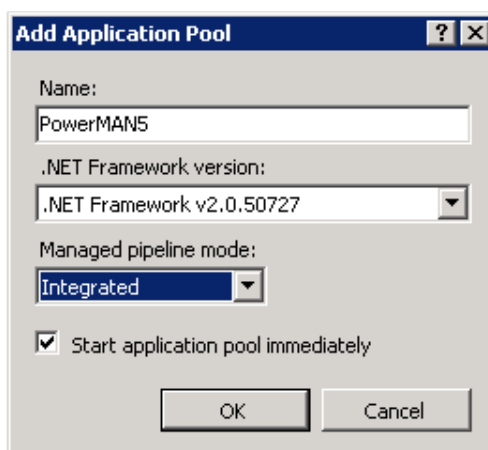 Add Application Pool
Name:
PowerMAN5
.NET Framework version:
.NET Framework v2.0.50727
Managed pipeline mode:
Integrated
Start application pool immediately
OK Cancel